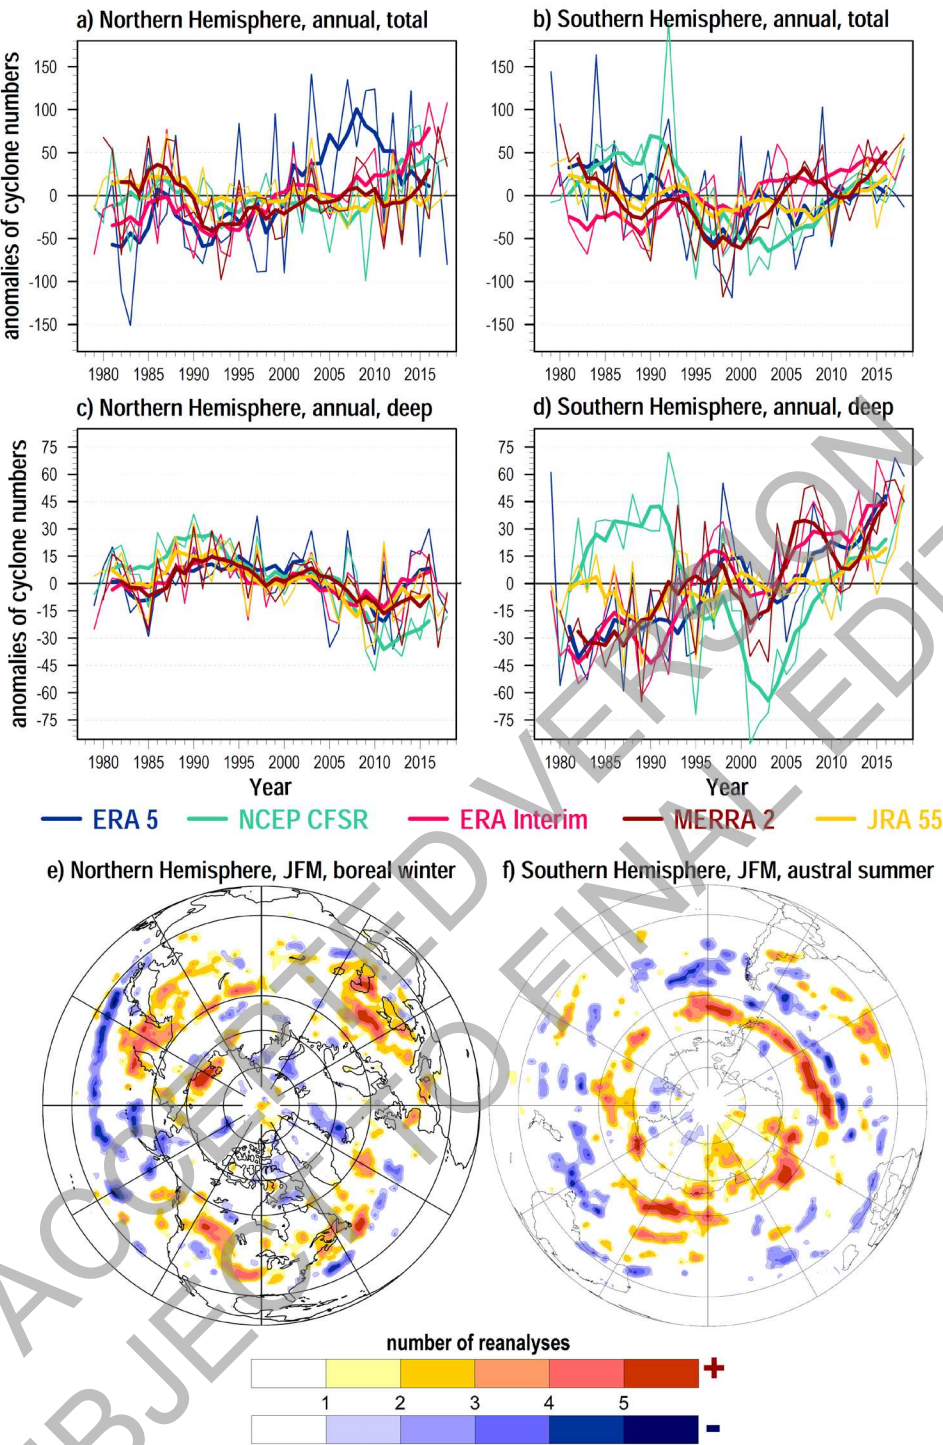 a) Northern Hemisphere, annual, total
b) Southern Hemisphere, annual, total
anomalies of cyclone numbers
150
100
50
0
-50
-100
-150
1980 1985 1990 1995 2000 2005 2010 2015
150
100
50
0
-50
-100
-150
1980 1985 1990 1995 2000 2005 2010 2015
c) Northern Hemisphere, annual, deep
d) Southern Hemisphere, annual, deep
anomalies of cyclone numbers
75
60
45
30
15
0
-15
-30
-45
-60
-75
1980 1985 1990 1995 2000 2005 2010 2015
Year
75
60
45
30
15
0
-15
-30
-45
-60
-75
1980 1985 1990 1995 2000 2005 2010 2015
Year
ERA 5 NCEP CFSR ERA Interim MERRA 2 JRA 55
e) Northern Hemisphere, JFM, boreal winter
f) Southern Hemisphere, JFM, austral summer
number of reanalyses
+
1 2 3 4 5
-
ACCEPTED VERSION
TO FINAL